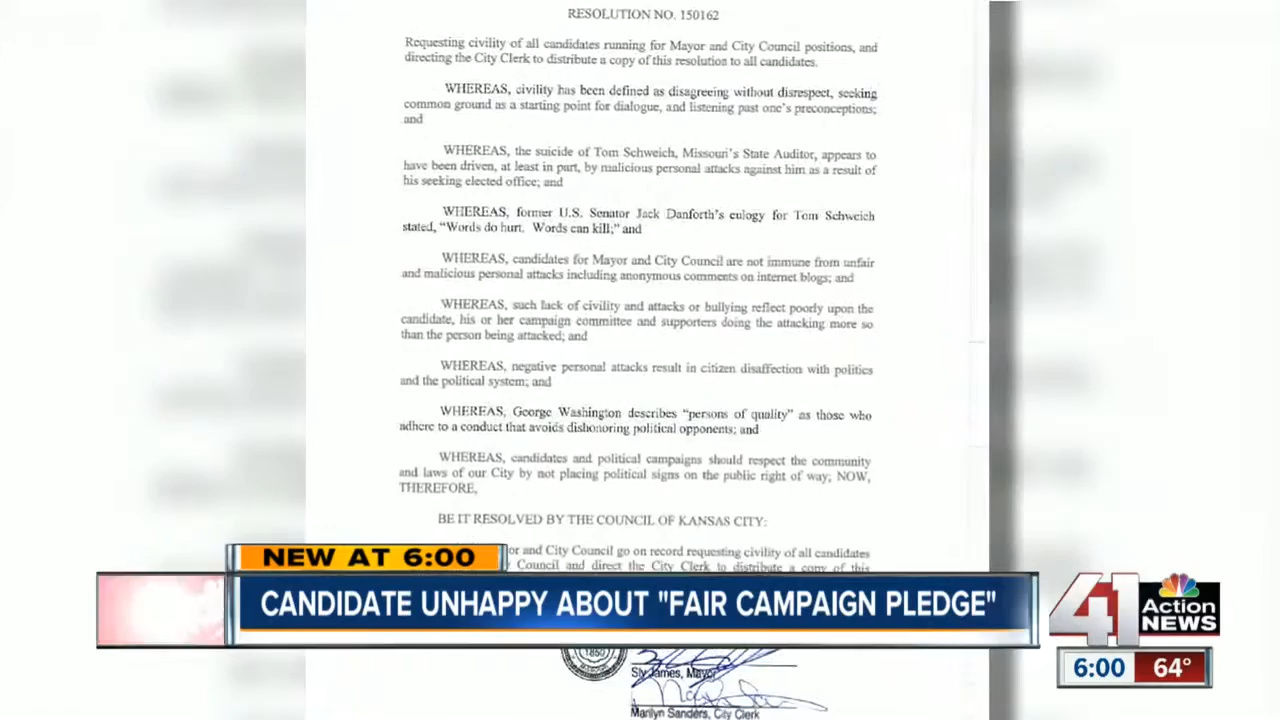 RESOLUTION NO. 150162
Requesting civility of all candidates running for Mayor and City Council positions, and
directing the City Clerk to distribute a copy of this resolution to all candidates.
WHEREAS, civility has been defined as disagreeing without disrespect, seeking
common ground as a starting point for dialogue, and listening past one's preconceptions;
and
WHEREAS, the suicide of Tom Schweich, Missouri's State Auditor, appears to
have been driven, at least in part, by malicious personal attacks against him as a result of
his seeking elected office; and
WHEREAS, former U.S. Senator Jack Danforth's eulogy for Tom Schweich
stated, "Words do hurt. Words can kill;" and
WHEREAS, candidates for Mayor and City Council are not immune from unfair
and malicious personal attacks including anonymous comments on internet blogs; and
WHEREAS, such lack of civility and attacks or bullying reflect poorly upon the
candidate, his or her campaign committee and supporters doing the attacking more so
than the person being attacked; and
WHEREAS, negative personal attacks result in citizen disaffection with politics
and the political system; and
WHEREAS, George Washington describes "persons of quality" as those who
adhere to a conduct that avoids dishonoring political opponents; and
WHEREAS, candidates and political campaigns should respect the community
and laws of our City by not placing political signs on the public right of way; NOW,
THEREFORE,
BE IT RESOLVED BY THE COUNCIL OF KANSAS CITY:
or and City Council go on record requesting civility of all candidates
Council and direct the City Clerk to distribute a copy of this
NEW AT 6:00
CANDIDATE UNHAPPY ABOUT "FAIR CAMPAIGN PLEDGE"
41
Action
NEWS
6:00 64°
1850
Sly James, Mayor
Marilyn Sanders, City Clerk